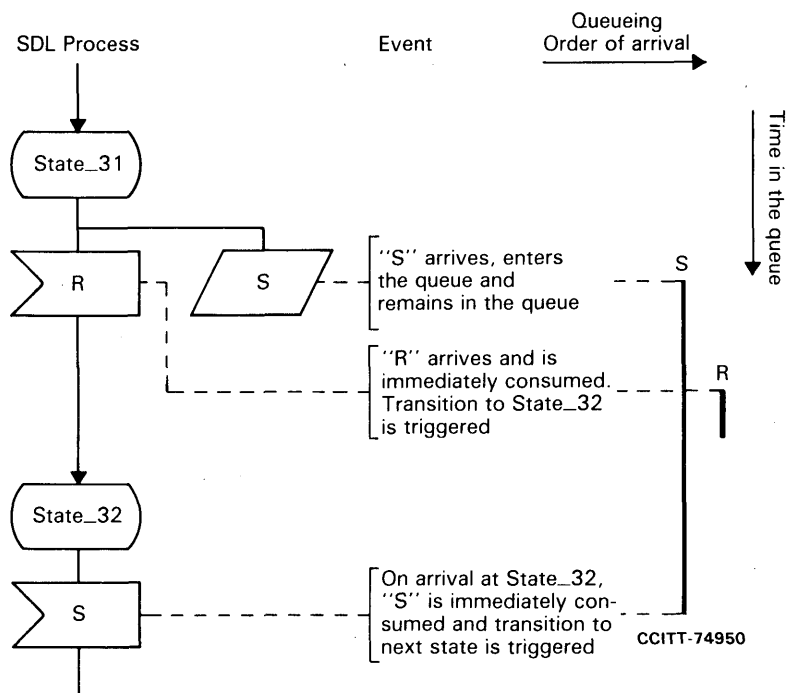 Queueing
SDL Process
Event
Order of arrival
Time in the queue
State_31
R
S
"S" arrives, enters
the queue and
remains in the queue
S
"R" arrives and is
immediately consumed.
Transition to State_32
is triggered
R
State_32
S
On arrival at State_32,
"S" is immediately con-
sumed and transition to
next state is triggered
CCITT-74950